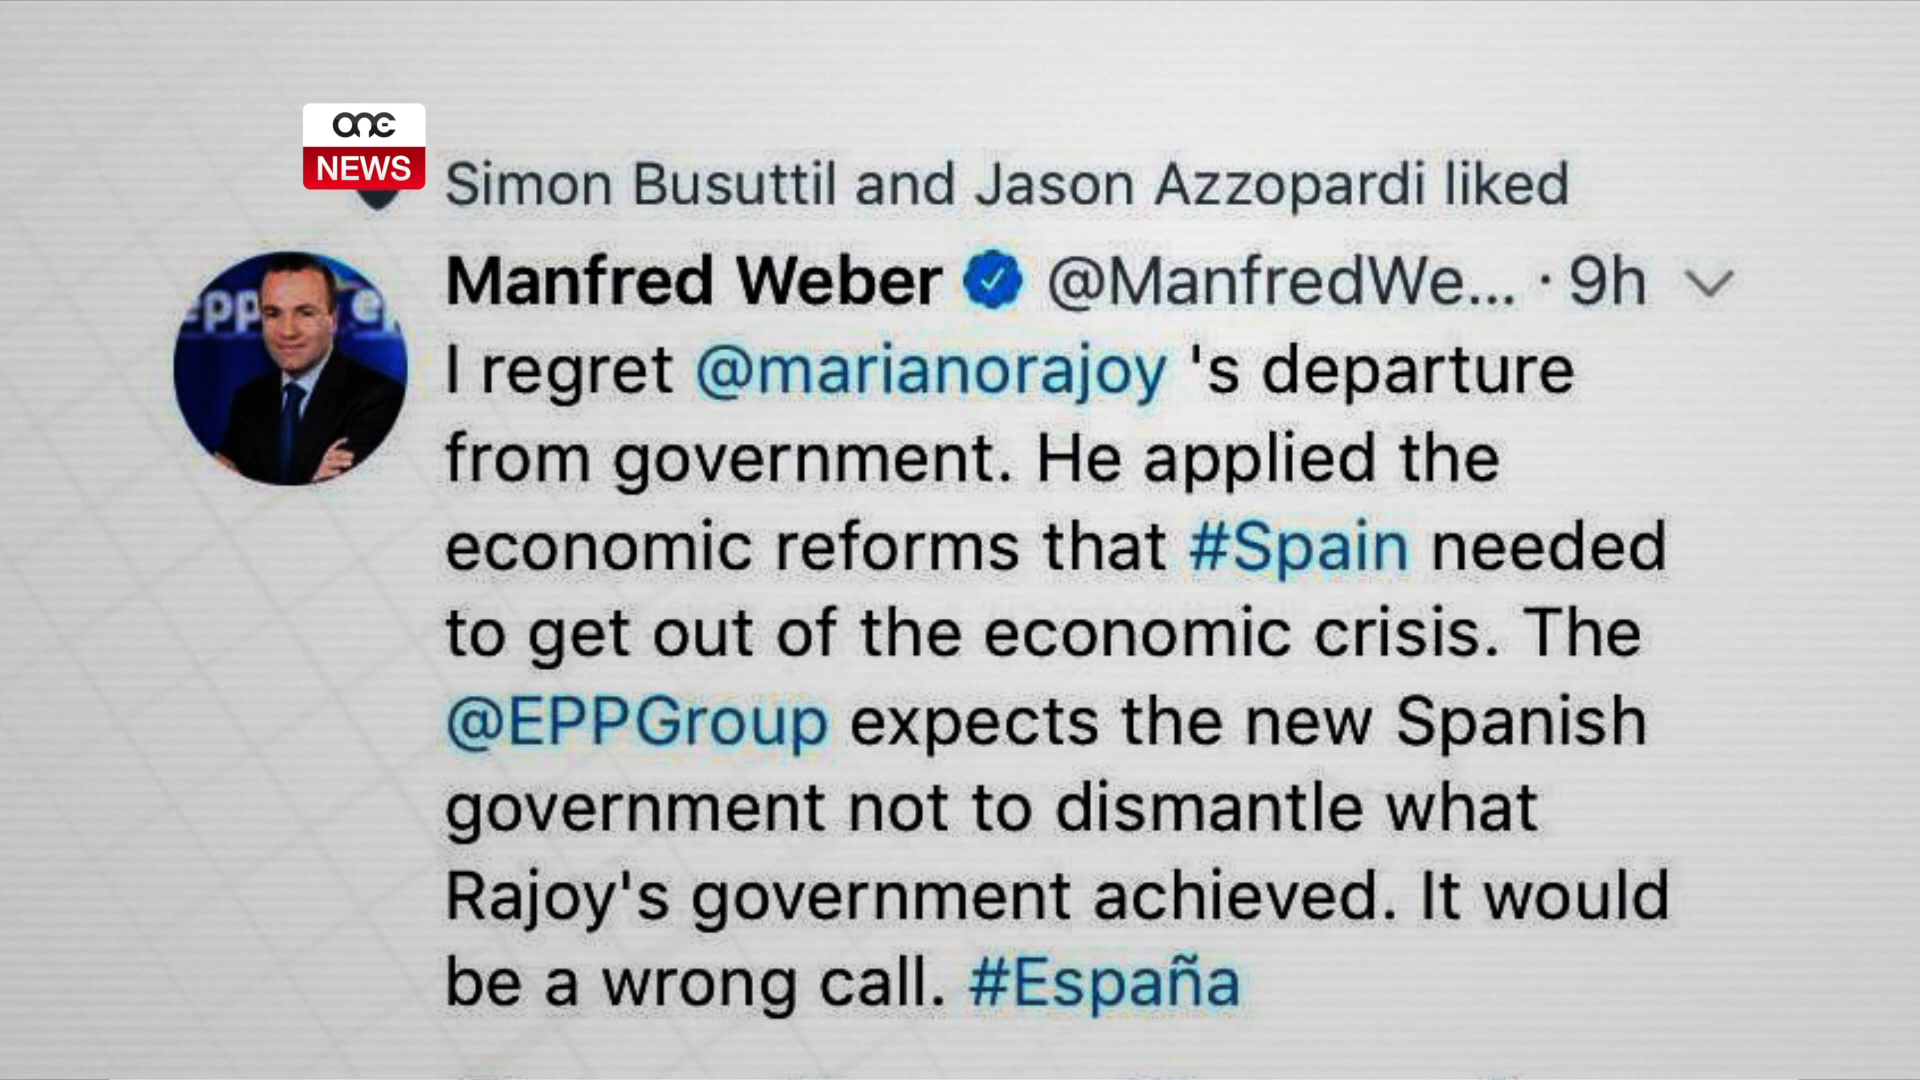 one
NEWS
Simon Busuttil and Jason Azzopardi liked
Manfred Weber @ManfredWe... · 9h
I regret @marianorajoy 's departure
from government. He applied the
economic reforms that #Spain needed
to get out of the economic crisis. The
@EPPGroup expects the new Spanish
government not to dismantle what
Rajoy's government achieved. It would
be a wrong call. #España
epp